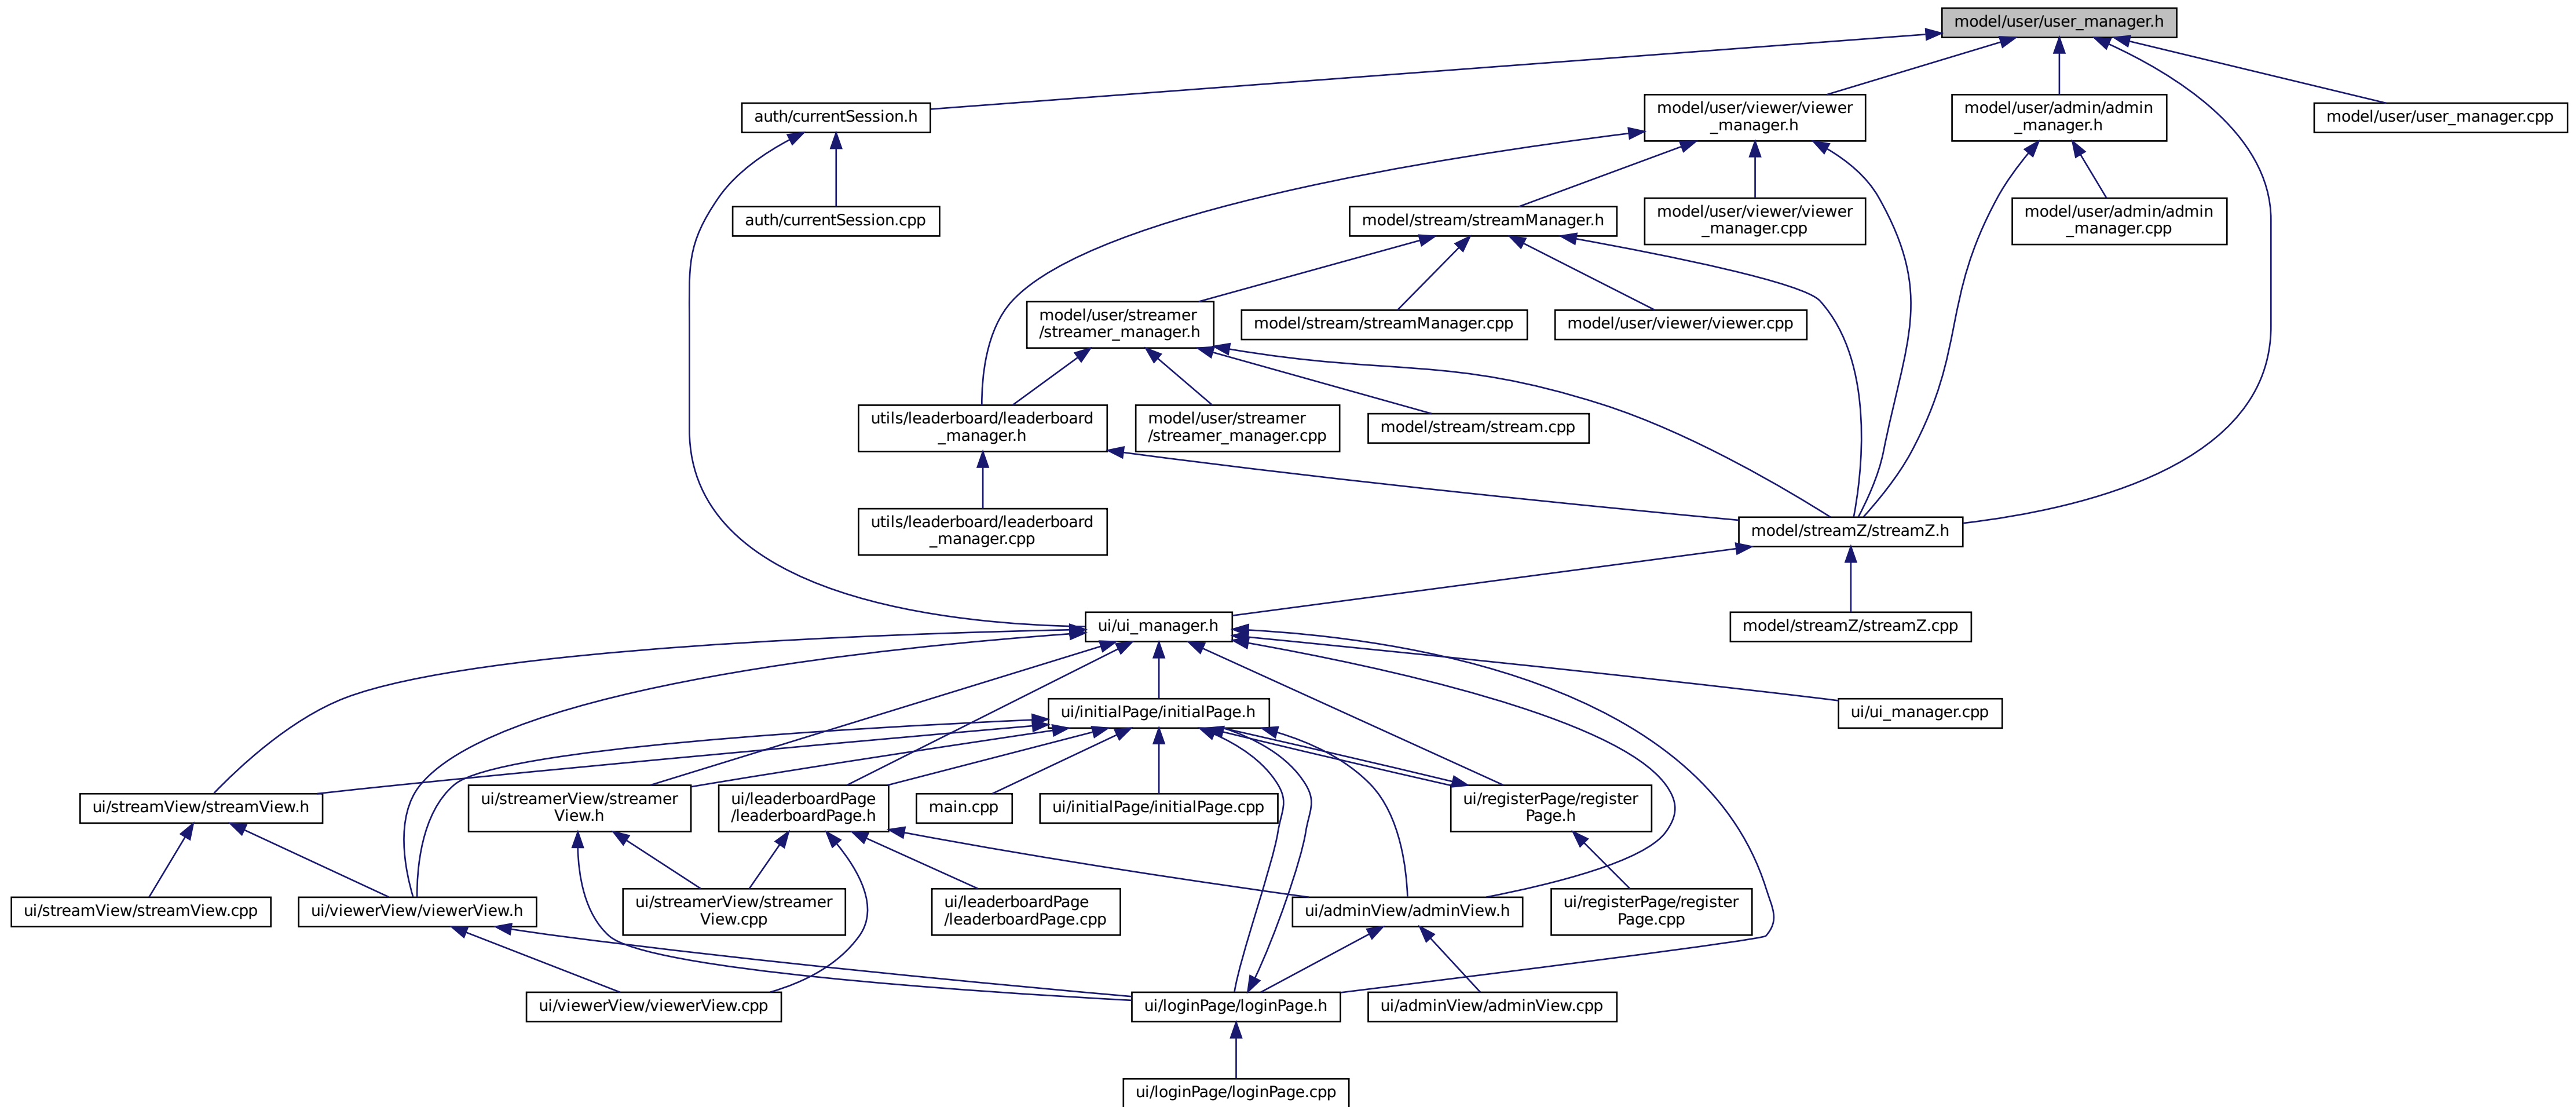 model/user/user_manager.h
auth/currentSession.h
model/user/viewer/viewer
_manager.h
model/user/admin/admin
_manager.h
model/user/user_manager.cpp
auth/currentSession.cpp
model/stream/streamManager.h
model/user/viewer/viewer
_manager.cpp
model/user/admin/admin
_manager.cpp
model/user/streamer
/streamer_manager.h
model/stream/streamManager.cpp
model/user/viewer/viewer.cpp
utils/leaderboard/leaderboard
_manager.h
model/user/streamer
/streamer_manager.cpp
model/stream/stream.cpp
utils/leaderboard/leaderboard
_manager.cpp
model/streamZ/streamZ.h
ui/ui_manager.h
model/streamZ/streamZ.cpp
ui/initialPage/initialPage.h
ui/ui_manager.cpp
ui/streamView/streamView.h
ui/streamerView/streamer
View.h
ui/leaderboardPage
/leaderboardPage.h
main.cpp
ui/initialPage/initialPage.cpp
ui/registerPage/register
Page.h
ui/streamView/streamView.cpp
ui/viewerView/viewerView.h
ui/streamerView/streamer
View.cpp
ui/leaderboardPage
/leaderboardPage.cpp
ui/adminView/adminView.h
ui/registerPage/register
Page.cpp
ui/viewerView/viewerView.cpp
ui/loginPage/loginPage.h
ui/adminView/adminView.cpp
ui/loginPage/loginPage.cpp